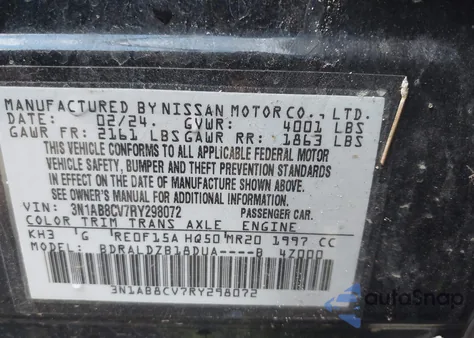 MANUFACTURED BY NISSAN MOTOR CO., LTD.
DATE: 02/24. GVWR: 4001 LBS
GAWR FR: 2161 LBS GAWR RR: 1863 LBS
THIS VEHICLE CONFORMS TO ALL APPLICABLE FEDERAL MOTOR
VEHICLE SAFETY, BUMPER AND THEFT PREVENTION STANDARDS
IN EFFECT ON THE DATE OF MANUFACTURE SHOWN ABOVE.
SEE OWNER'S MANUAL FOR ADDITIONAL INFORMATION.
VIN: 3N1AB8CV7RY298072 PASSENGER CAR.
COLOR TRIM TRANS AXLE ENGINE
KH3 G RE0F15A HQ50 MR20 1997 CC
MODEL: BDRALDZB18DUA----B 4Z000
3N1AB8CV7RY298072
autoSnap